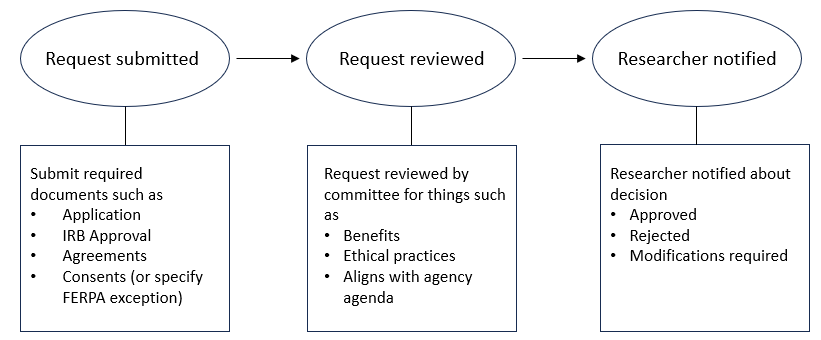 Request submitted
Request reviewed
Researcher notified
Submit required
documents such as
• Application
• IRB Approval
• Agreements
• Consents (or specify
FERPA exception)
Request reviewed by
committee for things such
as
• Benefits
• Ethical practices
• Aligns with agency
agenda
Researcher notified about
decision
• Approved
• Rejected
• Modifications required